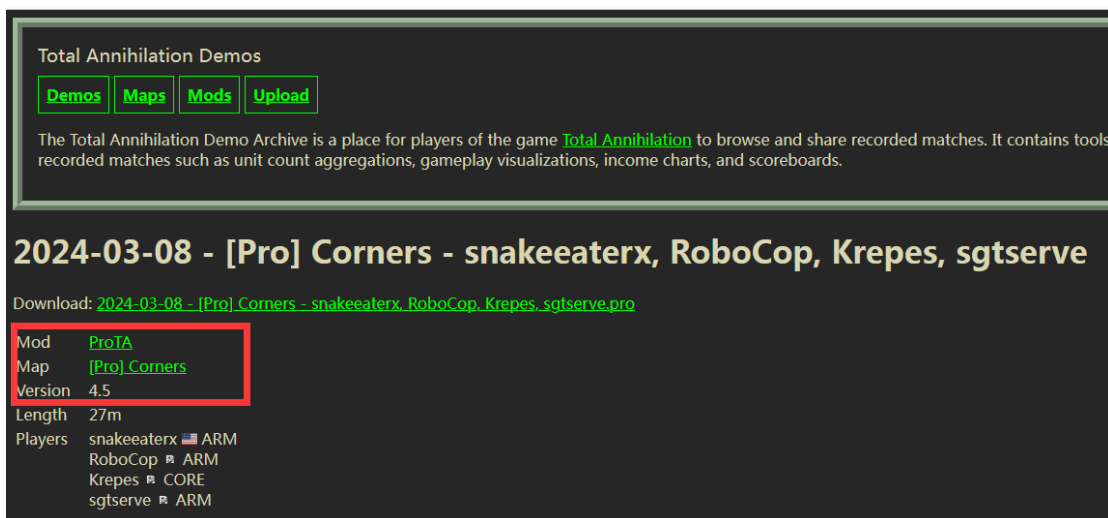 Total Annihilation Demos
Demos Maps Mods Upload
The Total Annihilation Demo Archive is a place for players of the game Total Annihilation to browse and share recorded matches. It contains tools
recorded matches such as unit count aggregations, gameplay visualizations, income charts, and scoreboards.
2024-03-08 - [Pro] Corners - snakeeaterx, RoboCop, Krepes, sgtserve
Download: 2024-03-08 - [Pro] Corners - snakeeaterx, RoboCop, Krepes, sgtserve.pro
Mod ProTA
Map [Pro] Corners
Version 4.5
Length 27m
Players snakeeaterx ARM
RoboCop ARM
Krepes CORE
sgtserve ARM